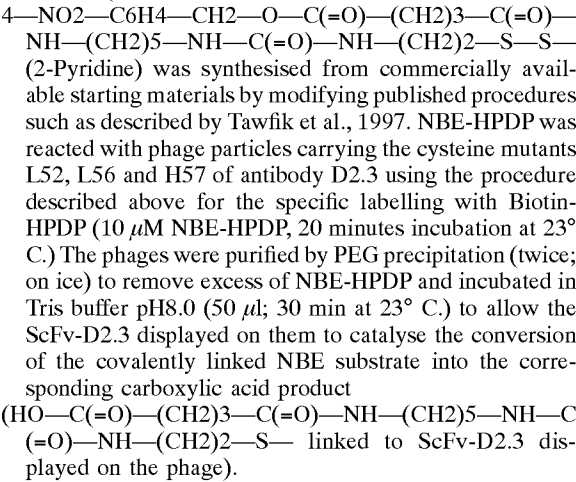 4—NO2—C6H4—CH2—O—C(=O)—(CH2)3—C(=O)—
NH—(CH2)5—NH—C(=O)—NH—(CH2)2—S—S—
(2-Pyridine) was synthesised from commercially avail-
able starting materials by modifying published procedures
such as described by Tawfik et al., 1997. NBE-HPDP was
reacted with phage particles carrying the cysteine mutants
L52, L56 and H57 of antibody D2.3 using the procedure
described above for the specific labelling with Biotin-
HPDP (10 μM NBE-HPDP, 20 minutes incubation at 23°
C.) The phages were purified by PEG precipitation (twice;
on ice) to remove excess of NBE-HPDP and incubated in
Tris buffer pH8.0 (50 μl; 30 min at 23° C.) to allow the
ScFv-D2.3 displayed on them to catalyse the conversion
of the covalently linked NBE substrate into the corre-
sponding carboxylic acid product
(HO—C(=O)—(CH2)3—C(=O)—NH—(CH2)5—NH—C
(=O)—NH—(CH2)2—S— linked to ScFv-D2.3 dis-
played on the phage).